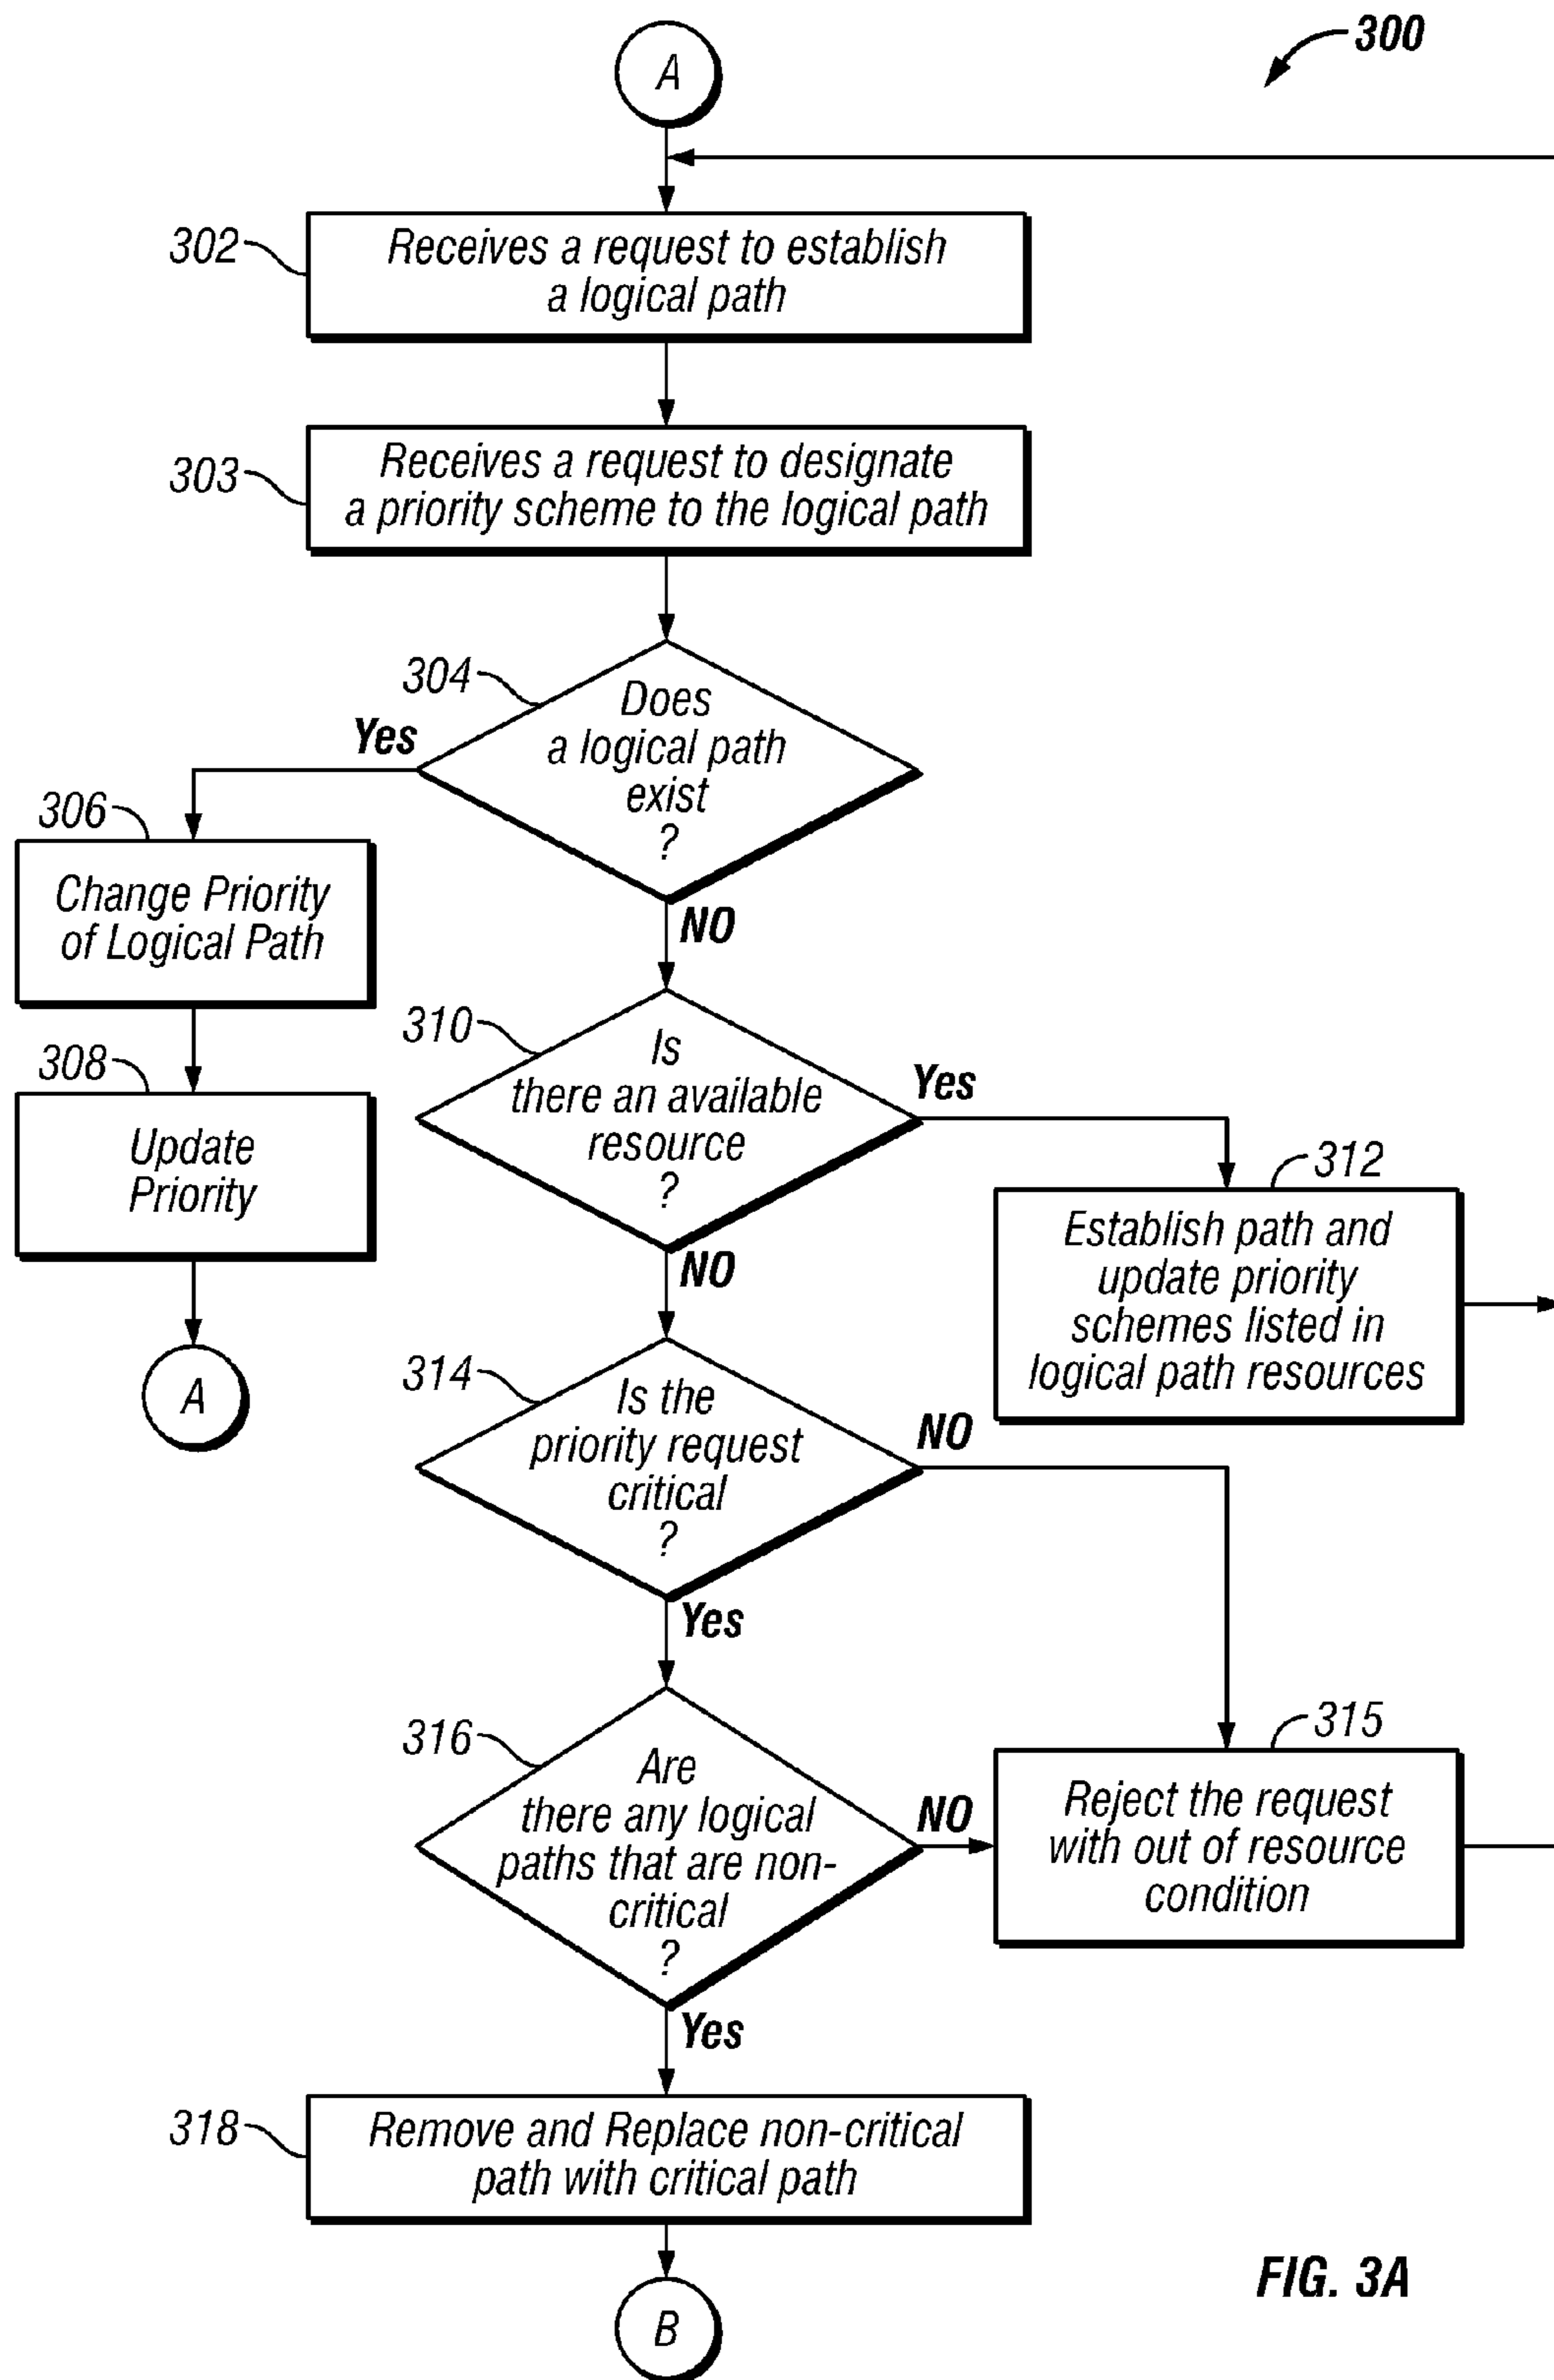 A
300
302
Receives a request to establish
a logical path
303
Receives a request to designate
a priority scheme to the logical path
304
Does
a logical path
exist
?
Yes
NO
306
Change Priority
of Logical Path
308
Update
Priority
A
310
Is
there an available
resource
?
Yes
NO
312
Establish path and
update priority
schemes listed in
logical path resources
314
Is the
priority request
critical
?
NO
Yes
315
Reject the request
with out of resource
condition
316
Are
there any logical
paths that are non-
critical
?
NO
Yes
318
Remove and Replace non-critical
path with critical path
B
FIG. 3A